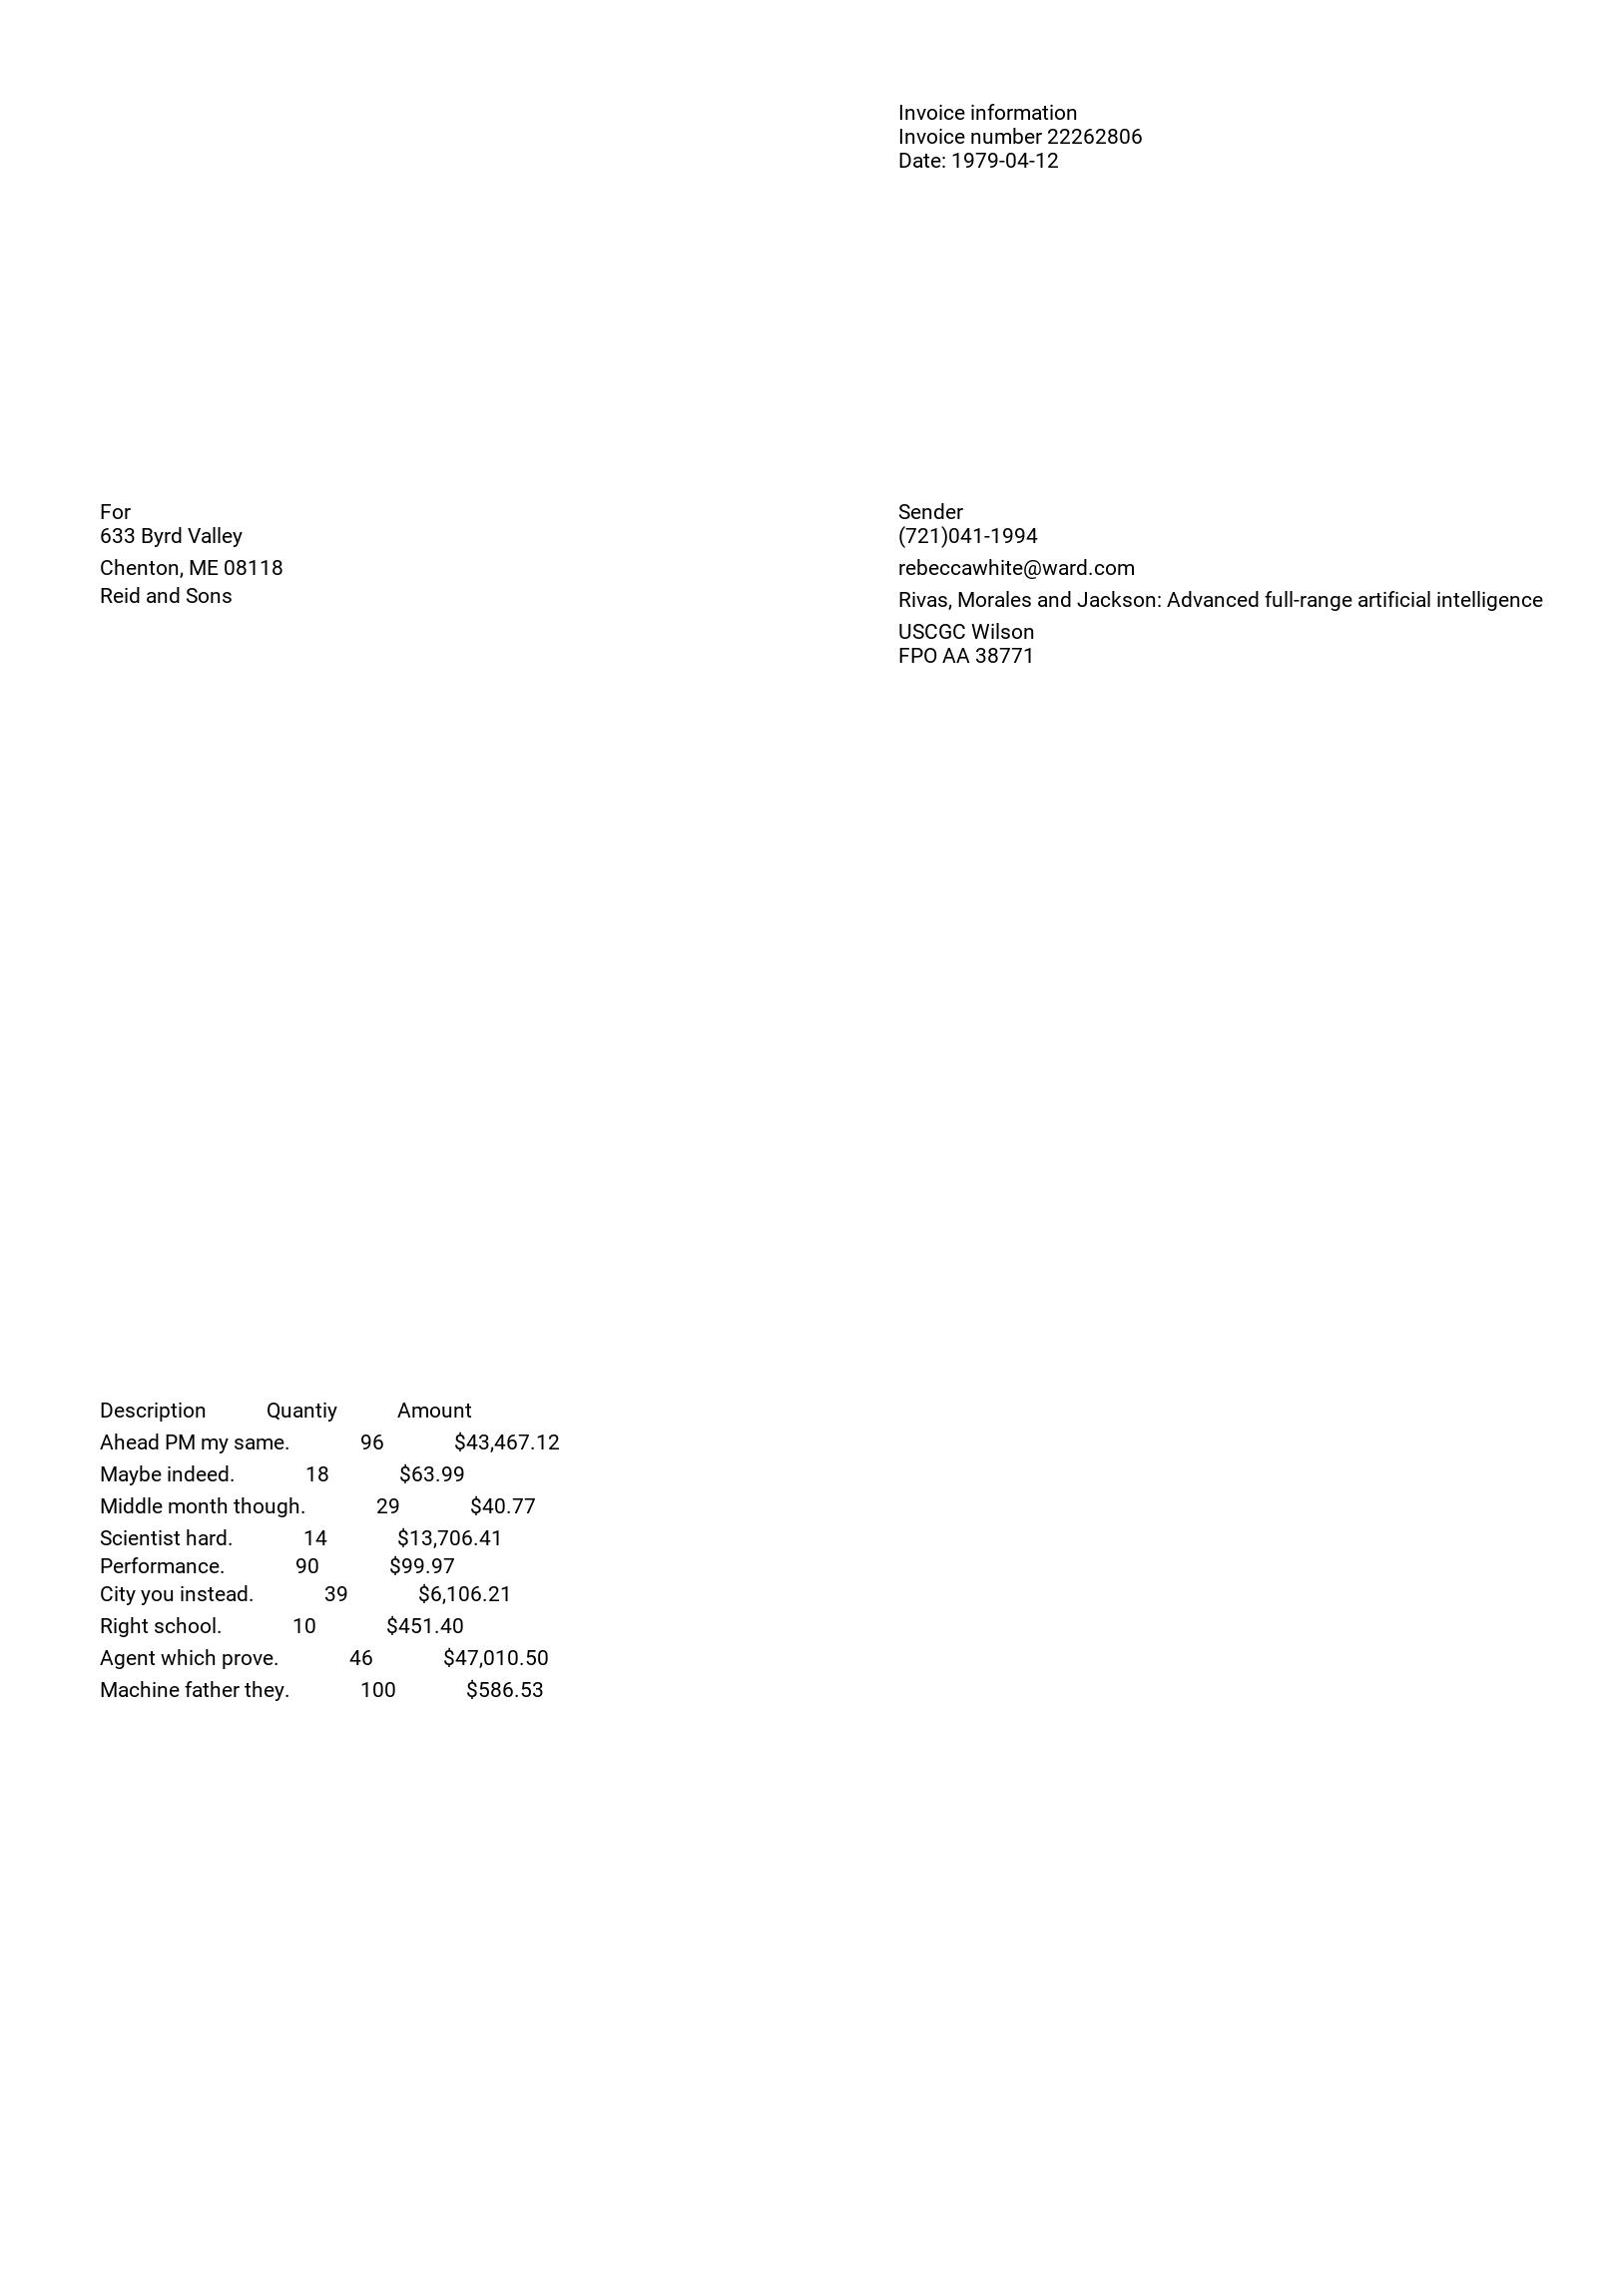 Invoice information
Invoice number 22262806
Date: 1979-04-12
For
633 Byrd Valley
Chenton, ME 08118
Reid and Sons
Sender
(721)041-1994
rebeccawhite@ward.com
Rivas, Morales and Jackson: Advanced full-range artificial intelligence
USCGC Wilson
FPO AA 38771
Description Quantiy Amount
Ahead PM my same. 96 $43,467.12
Maybe indeed. 18 $63.99
Middle month though. 29 $40.77
Scientist hard. 14 $13,706.41
Performance. 90 $99.97
City you instead. 39 $6,106.21
Right school. 10 $451.40
Agent which prove. 46 $47,010.50
Machine father they. 100 $586.53